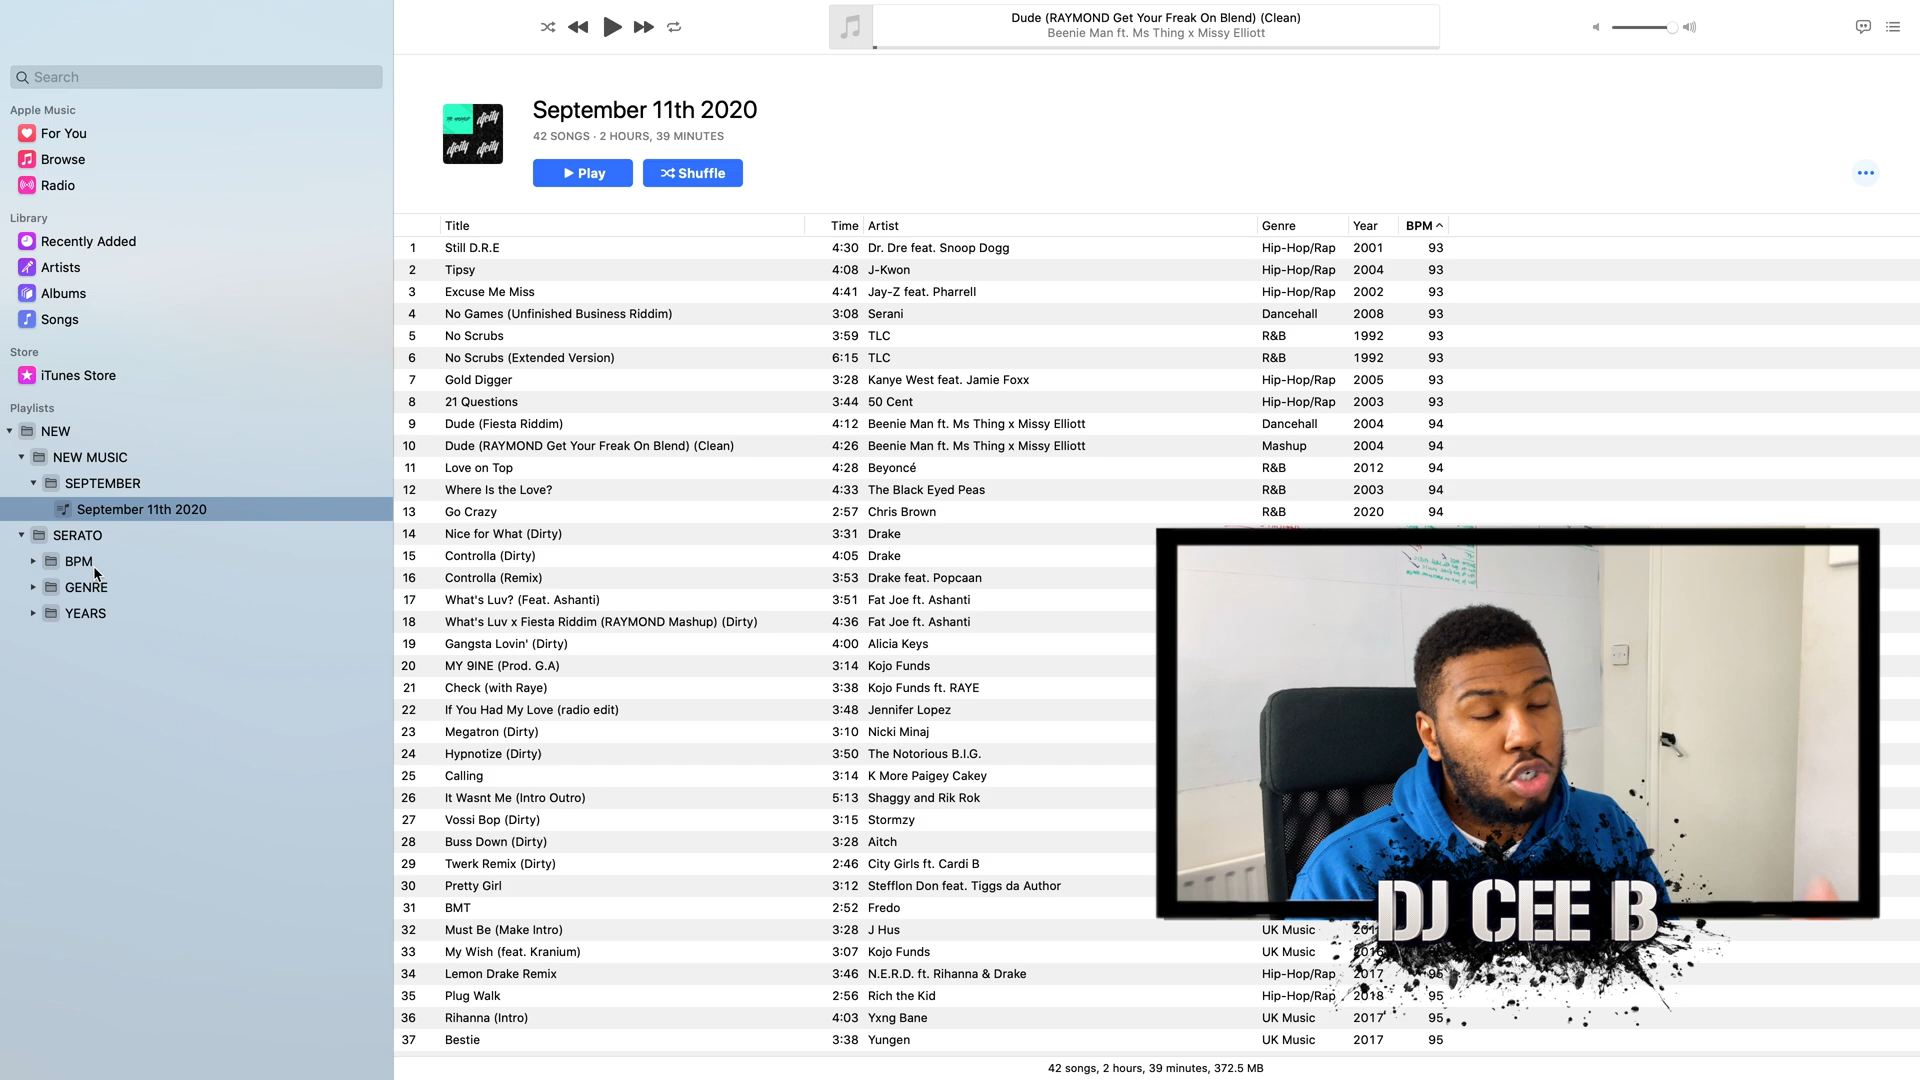 Dude (RAYMOND Get Your Freak On Blend) (Clean)
Beenie Man ft. Ms Thing x Missy Elliott
Search
Apple Music
For You
Browse
Radio
Library
Recently Added
Artists
Albums
Songs
Store
iTunes Store
Playlists
NEW
NEW MUSIC
SEPTEMBER
September 11th 2020
SERATO
BPM
GENRE
YEARS
djcity
djcity djcity
September 11th 2020
42 SONGS · 2 HOURS, 39 MINUTES
Play Shuffle
Title Time Artist Genre Year BPM
1 Still D.R.E 4:30 Dr. Dre feat. Snoop Dogg Hip-Hop/Rap 2001 93
2 Tipsy 4:08 J-Kwon Hip-Hop/Rap 2004 93
3 Excuse Me Miss 4:41 Jay-Z feat. Pharrell Hip-Hop/Rap 2002 93
4 No Games (Unfinished Business Riddim) 3:08 Serani Dancehall 2008 93
5 No Scrubs 3:59 TLC R&B 1992 93
6 No Scrubs (Extended Version) 6:15 TLC R&B 1992 93
7 Gold Digger 3:28 Kanye West feat. Jamie Foxx Hip-Hop/Rap 2005 93
8 21 Questions 3:44 50 Cent Hip-Hop/Rap 2003 93
9 Dude (Fiesta Riddim) 4:12 Beenie Man ft. Ms Thing x Missy Elliott Dancehall 2004 94
10 Dude (RAYMOND Get Your Freak On Blend) (Clean) 4:26 Beenie Man ft. Ms Thing x Missy Elliott Mashup 2004 94
11 Love on Top 4:28 Beyoncé R&B 2012 94
12 Where Is the Love? 4:33 The Black Eyed Peas R&B 2003 94
13 Go Crazy 2:57 Chris Brown R&B 2020 94
14 Nice for What (Dirty) 3:31 Drake
15 Controlla (Dirty) 4:05 Drake
16 Controlla (Remix) 3:53 Drake feat. Popcaan
17 What's Luv? (Feat. Ashanti) 3:51 Fat Joe ft. Ashanti
18 What's Luv x Fiesta Riddim (RAYMOND Mashup) (Dirty) 4:36 Fat Joe ft. Ashanti
19 Gangsta Lovin' (Dirty) 4:00 Alicia Keys
20 MY 9INE (Prod. G.A) 3:14 Kojo Funds
21 Check (with Raye) 3:38 Kojo Funds ft. RAYE
22 If You Had My Love (radio edit) 3:48 Jennifer Lopez
23 Megatron (Dirty) 3:10 Nicki Minaj
24 Hypnotize (Dirty) 3:50 The Notorious B.I.G.
25 Calling 3:14 K More Paigey Cakey
26 It Wasnt Me (Intro Outro) 5:13 Shaggy and Rik Rok
27 Vossi Bop (Dirty) 3:15 Stormzy
28 Buss Down (Dirty) 3:28 Aitch
29 Twerk Remix (Dirty) 2:46 City Girls ft. Cardi B
30 Pretty Girl 3:12 Stefflon Don feat. Tiggs da Author
31 BMT 2:52 Fredo
32 Must Be (Make Intro) 3:28 J Hus UK Music
33 My Wish (feat. Kranium) 3:07 Kojo Funds UK Music 2016
34 Lemon Drake Remix 3:46 N.E.R.D. ft. Rihanna & Drake Hip-Hop/Rap 2017 95
35 Plug Walk 2:56 Rich the Kid Hip-Hop/Rap 2018 95
36 Rihanna (Intro) 4:03 Yxng Bane UK Music 2017 95
37 Bestie 3:38 Yungen UK Music 2017 95
DJ CEE B
42 songs, 2 hours, 39 minutes, 372.5 MB